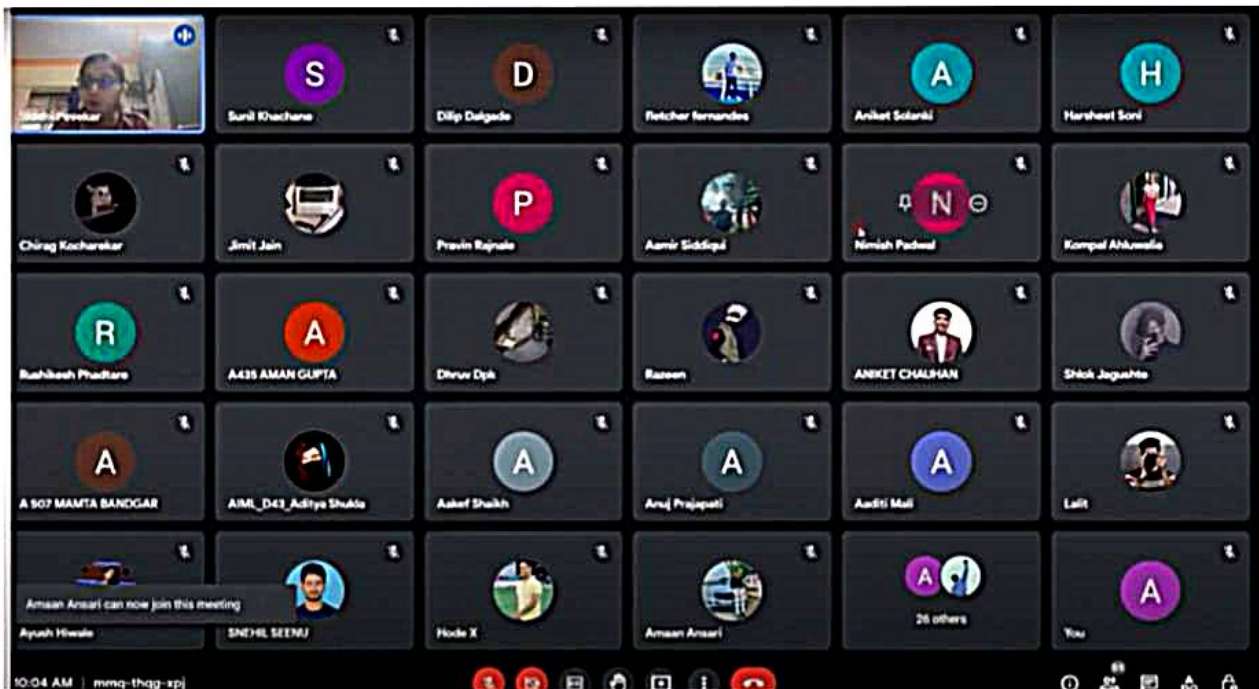 S
D
A
H
Sunil Khachane
Dilip Dalgade
fletcher fernandes
Aniket Solanki
Harsheet Soni
P
N
Chirag Kocharekar
Jimit Jain
Pravin Rajnale
Aamir Siddiqui
Nimish Padwal
Kompal Ahluwalia
R
A
Rushikesh Phadtare
A435 AMAN GUPTA
Dhruv Dpk
Razeen
ANIKET CHAUHAN
Shlok Jagushte
A
A
A
A
A 507 MAMTA BANDGAR
AIML_D43_Aditya Shukla
Aakef Shaikh
Anuj Prajapati
Aaditi Mali
Lalit
A
A
Amaan Ansari can now join this meeting
Ayush Hiwale
SNEHIL SEENU
Hode X
Amaan Ansari
26 others
You
10:04 AM | mmq-thqg-xpj